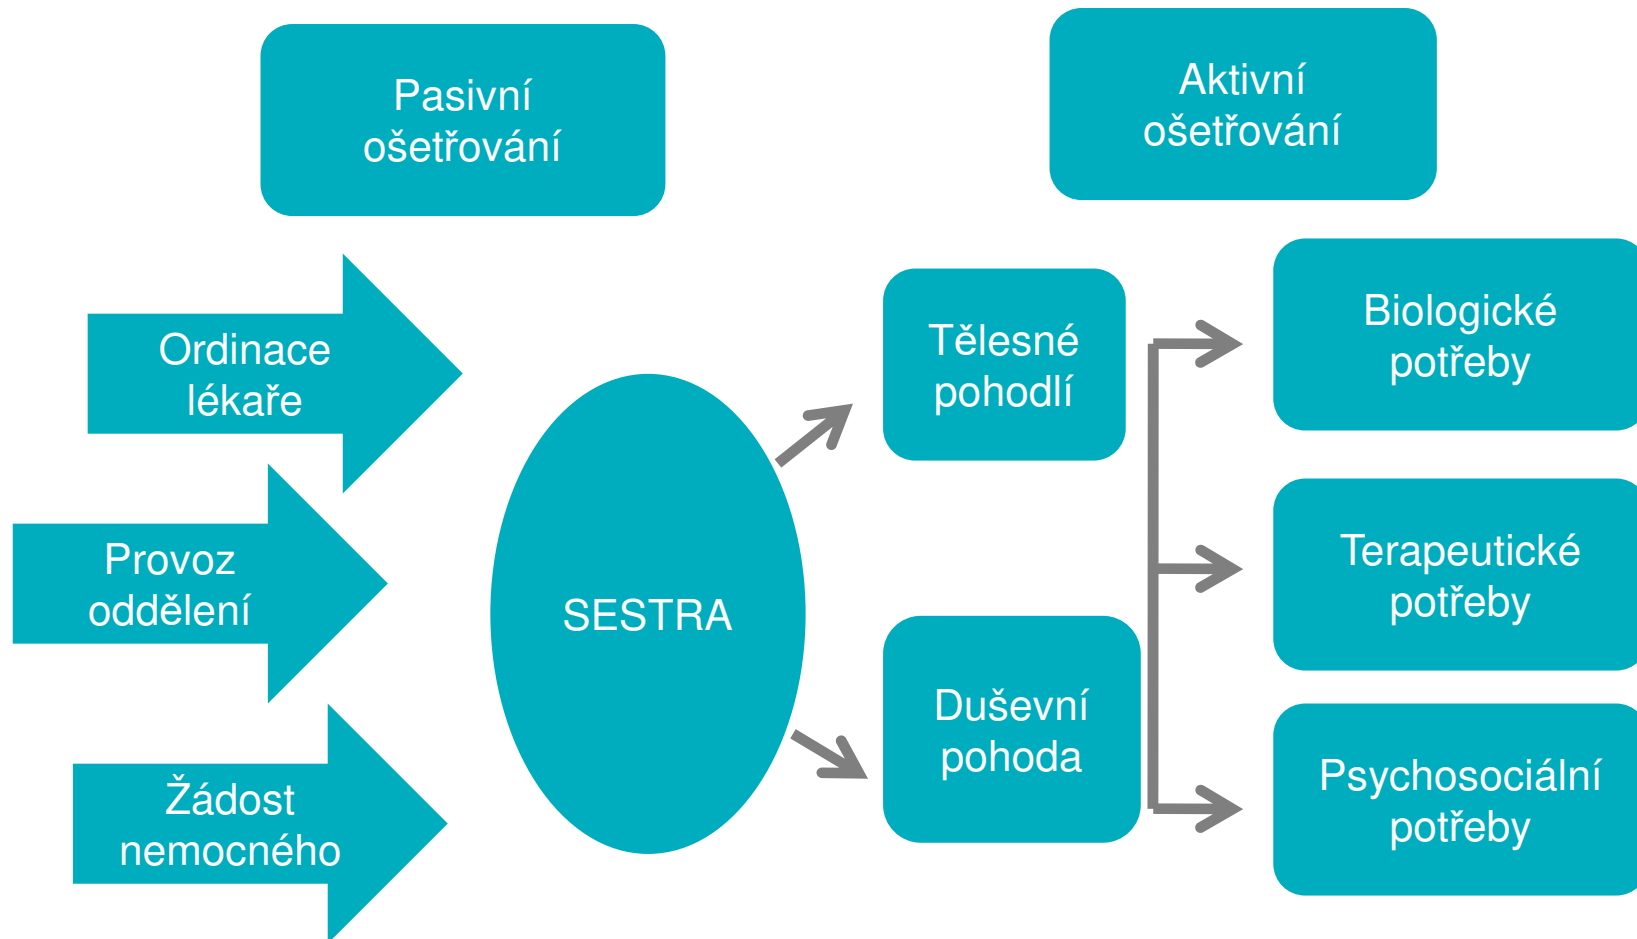 Pasivní
ošetřování
Aktivní
ošetřování
Ordinace
lékaře
Provoz
oddělení
Žádost
nemocného
SESTRA
Tělesné
pohodlí
Duševní
pohoda
Biologické
potřeby
Terapeutické
potřeby
Psychosociální
potřeby